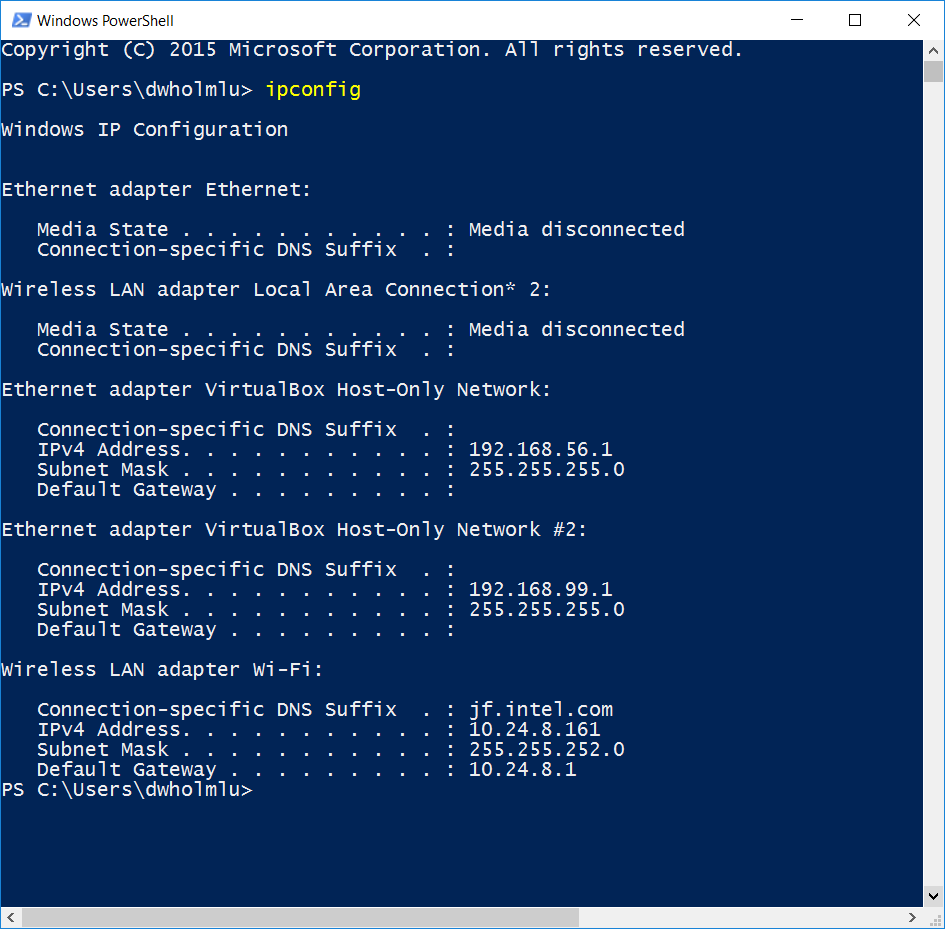 Windows PowerShell
Copyright (C) 2015 Microsoft Corporation. All rights reserved.
PS C:\Users\dwholmlu> ipconfig
Windows IP Configuration
Ethernet adapter Ethernet:
   Media State . . . . . . . . . . . : Media disconnected
   Connection-specific DNS Suffix  . :
Wireless LAN adapter Local Area Connection* 2:
   Media State . . . . . . . . . . . : Media disconnected
   Connection-specific DNS Suffix  . :
Ethernet adapter VirtualBox Host-Only Network:
   Connection-specific DNS Suffix  . :
   IPv4 Address. . . . . . . . . . . : 192.168.56.1
   Subnet Mask . . . . . . . . . . . : 255.255.255.0
   Default Gateway . . . . . . . . . :
Ethernet adapter VirtualBox Host-Only Network #2:
   Connection-specific DNS Suffix  . :
   IPv4 Address. . . . . . . . . . . : 192.168.99.1
   Subnet Mask . . . . . . . . . . . : 255.255.255.0
   Default Gateway . . . . . . . . . :
Wireless LAN adapter Wi-Fi:
   Connection-specific DNS Suffix  . : jf.intel.com
   IPv4 Address. . . . . . . . . . . : 10.24.8.161
   Subnet Mask . . . . . . . . . . . : 255.255.252.0
   Default Gateway . . . . . . . . . : 10.24.8.1
PS C:\Users\dwholmlu>